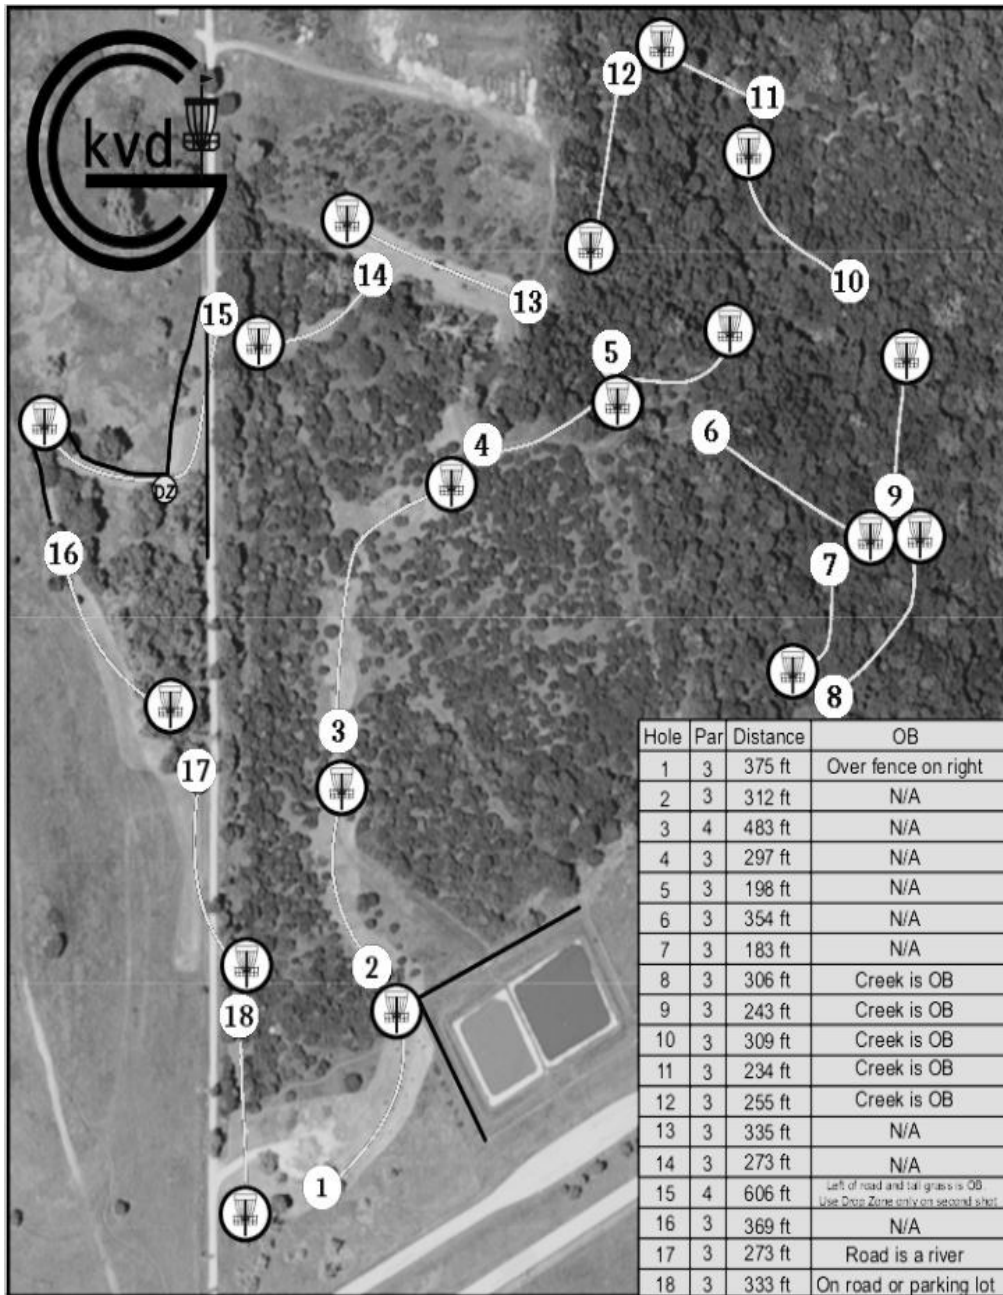 kvd
12
11
10
14
13
15
5
4
6
9
DZ
16
7
8
3
17
2
18
1
Hole Par Distance OB
1 3 375 ft Over fence on right
2 3 312 ft N/A
3 4 483 ft N/A
4 3 297 ft N/A
5 3 198 ft N/A
6 3 354 ft N/A
7 3 183 ft N/A
8 3 306 ft Creek is OB
9 3 243 ft Creek is OB
10 3 309 ft Creek is OB
11 3 234 ft Creek is OB
12 3 255 ft Creek is OB
13 3 335 ft N/A
14 3 273 ft N/A
15 4 606 ft Left of road and tall grass is OB.
Use Drop Zone only on second shot
16 3 369 ft N/A
17 3 273 ft Road is a river
18 3 333 ft On road or parking lot